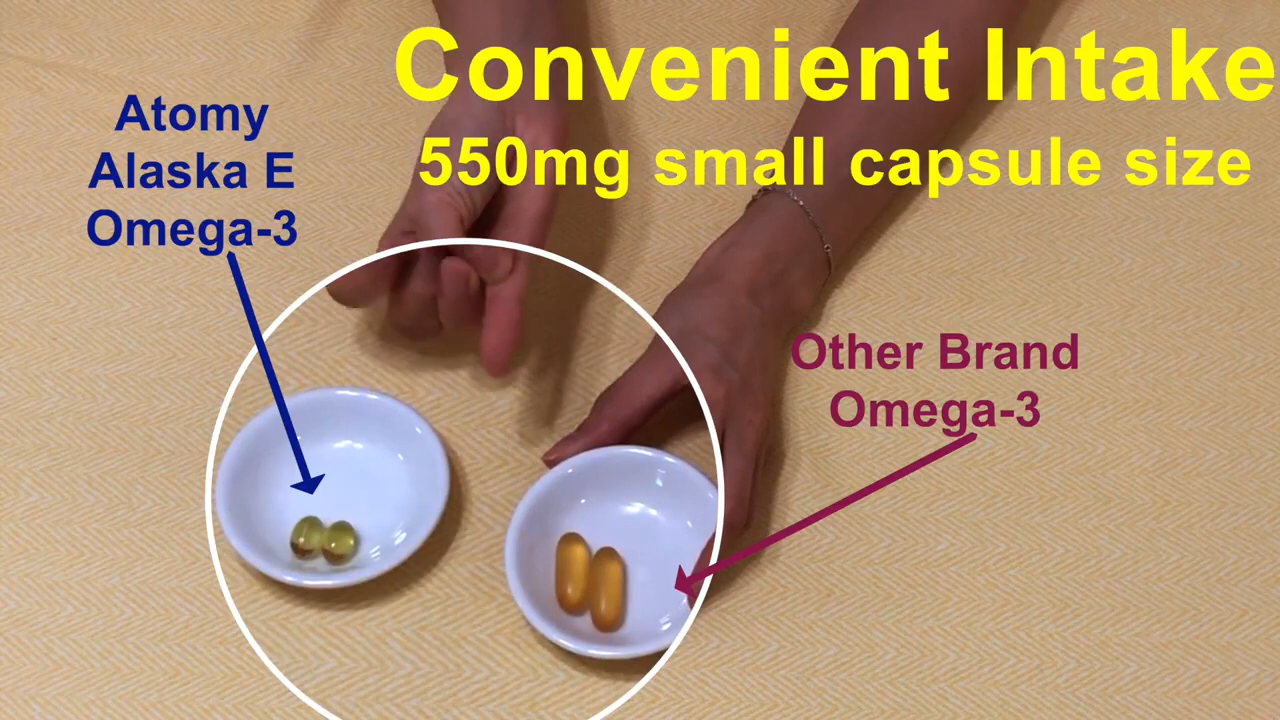 Convenient Intake
550mg small capsule size
Atomy
Alaska E
Omega-3
Other Brand
Omega-3